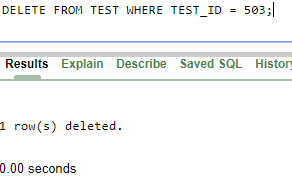 DELETE FROM TEST WHERE TEST_ID = 503;
Results Explain Describe Saved SQL History
1 row(s) deleted.
0.00 seconds